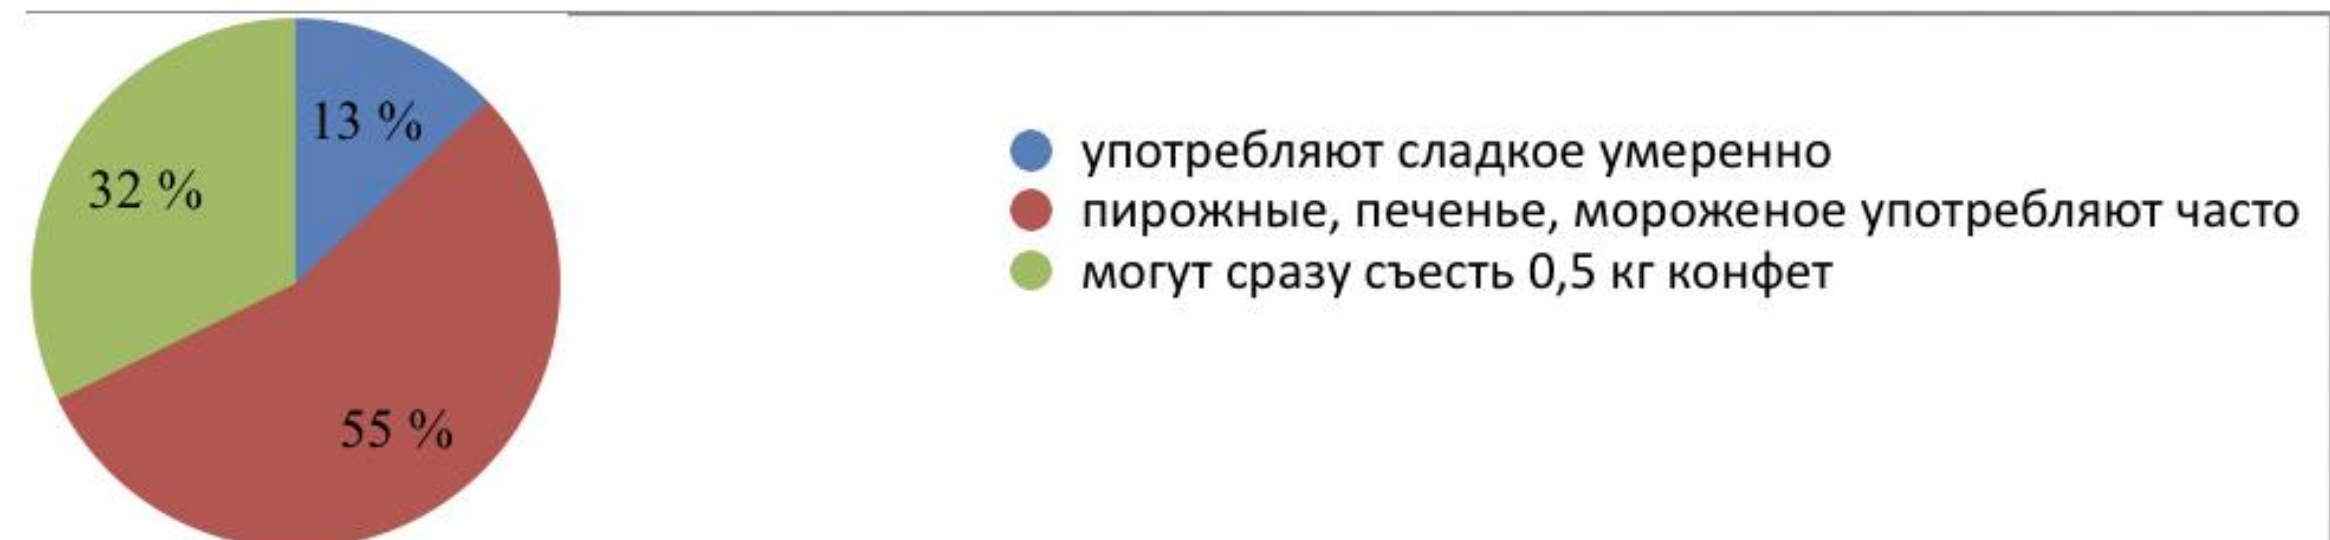 13 %
32 %
55 %
употребляют сладкое умеренно
пирожные, печенье, мороженое употребляют часто
могут сразу съесть 0,5 кг конфет